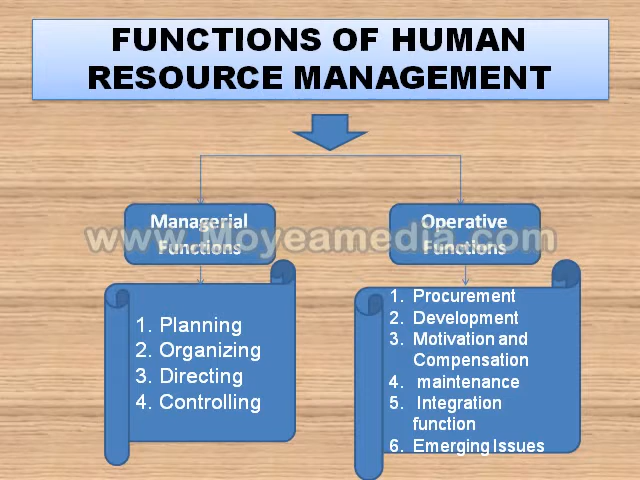 FUNCTIONS OF HUMAN
RESOURCE MANAGEMENT
Managerial
Functions
Operative
Functions
www.Moyeamedia.com
1. Planning
2. Organizing
3. Directing
4. Controlling
1. Procurement
2. Development
3. Motivation and
Compensation
4. maintenance
5. Integration
function
6. Emerging Issues